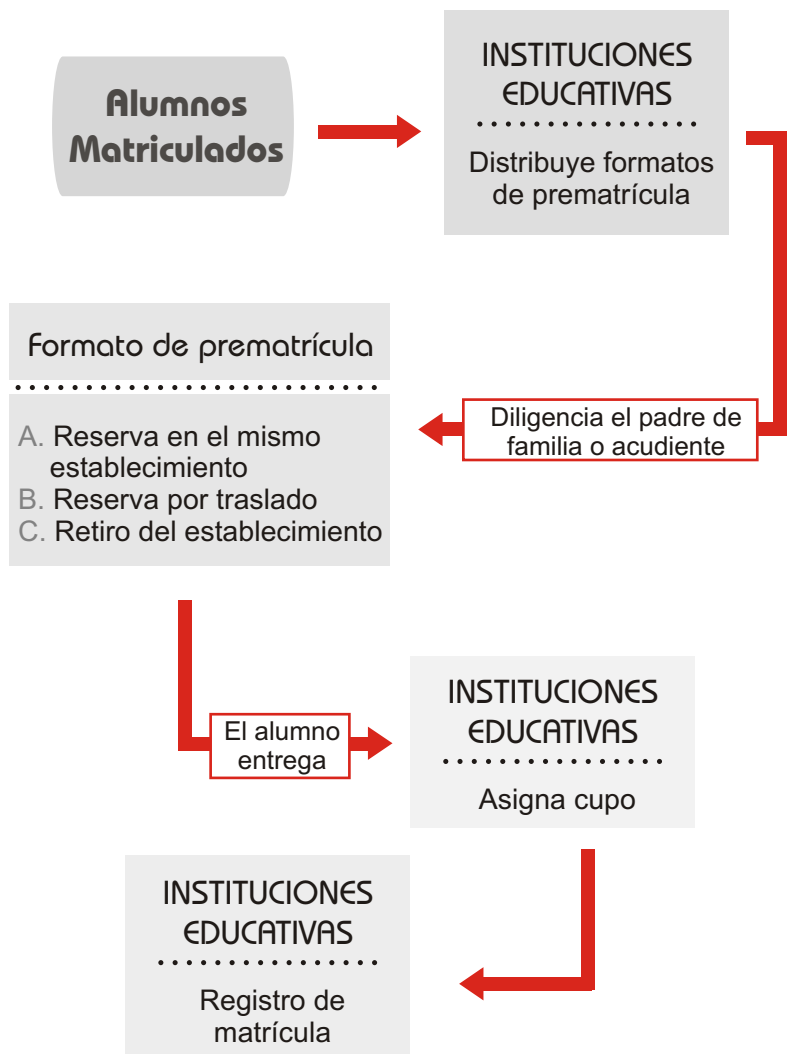 Alumnos
Matriculados
INSTITUCIONES
EDUCATIVAS
Distribuye formatos
de prematrícula
Diligencia el padre de
familia o acudiente
Formato de prematrícula
A. Reserva en el mismo
establecimiento
B. Reserva por traslado
C. Retiro del establecimiento
El alumno
entrega
INSTITUCIONES
EDUCATIVAS
Asigna cupo
INSTITUCIONES
EDUCATIVAS
Registro de
matrícula